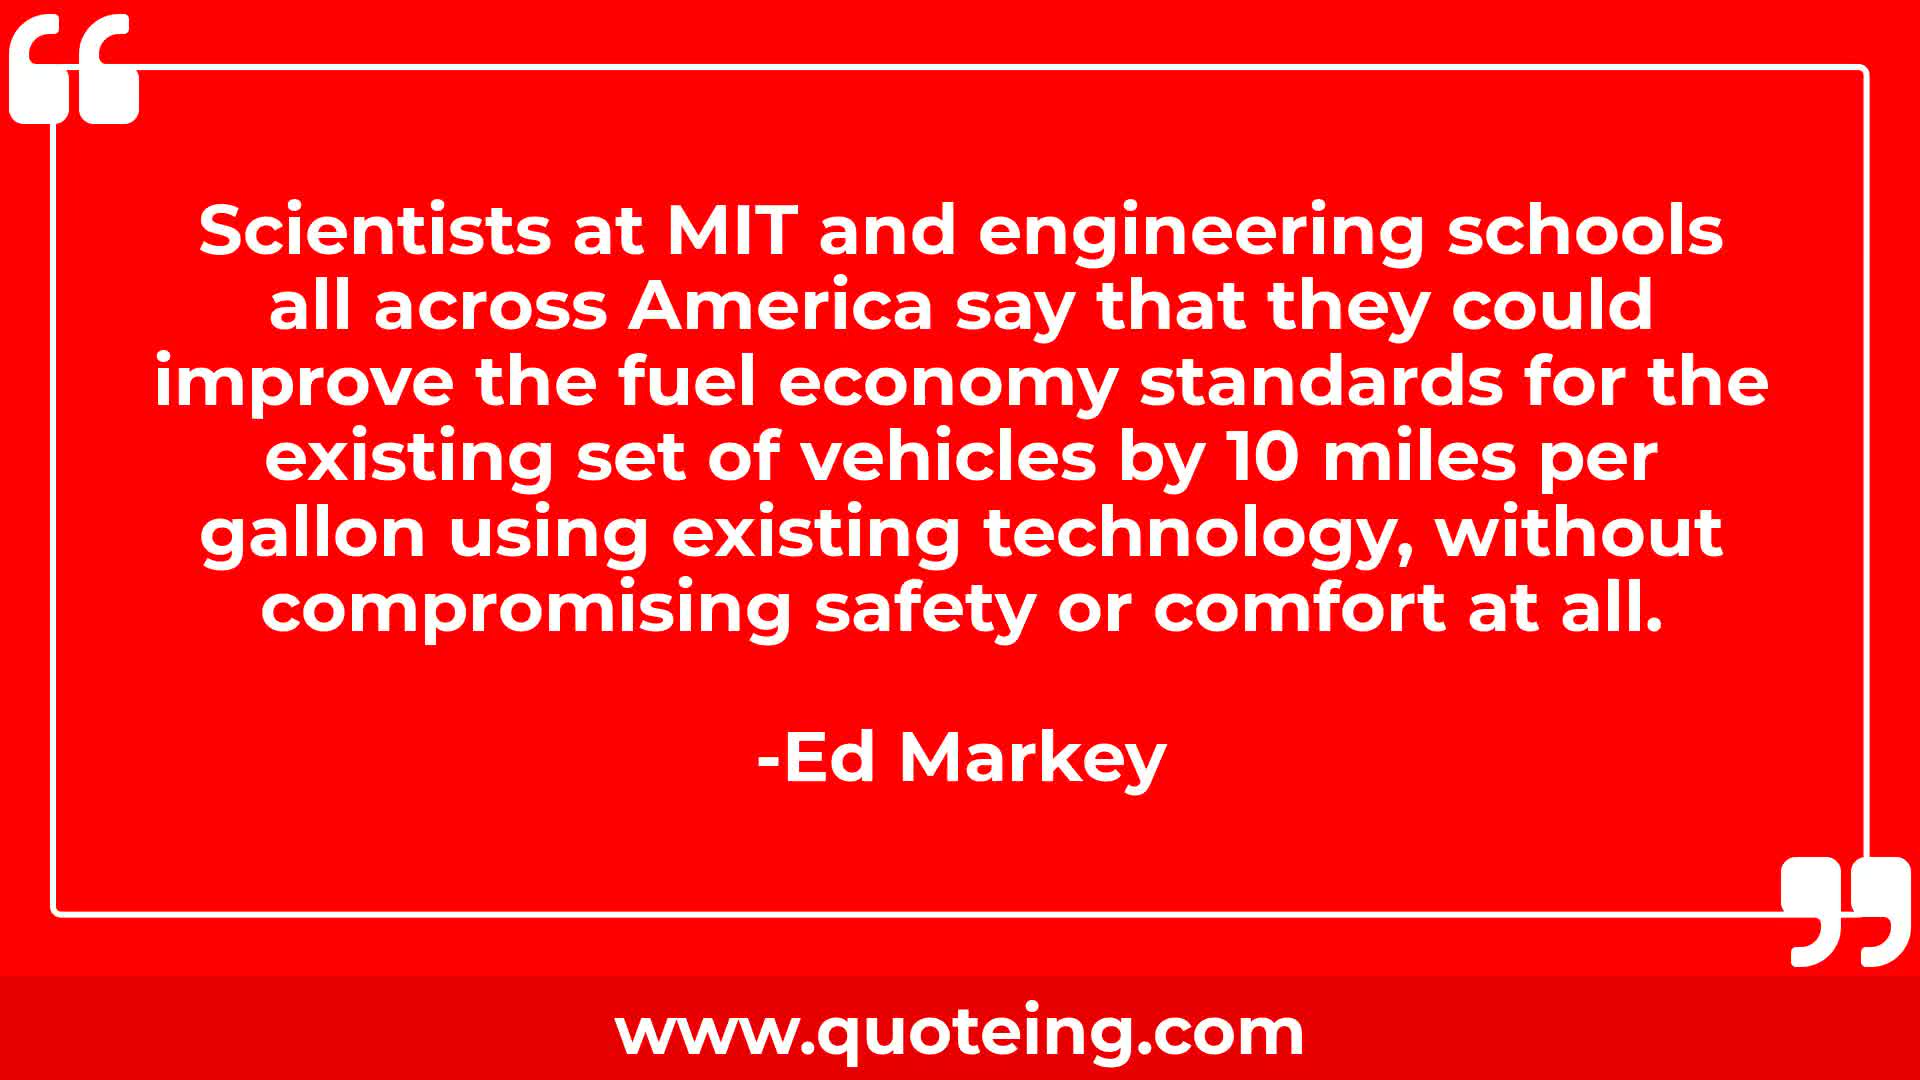 Scientists at MIT and engineering schools
all across America say that they could
improve the fuel economy standards for the
existing set of vehicles by 10 miles per
gallon using existing technology, without
compromising safety or comfort at all.
-Ed Markey
www.quoteing.com